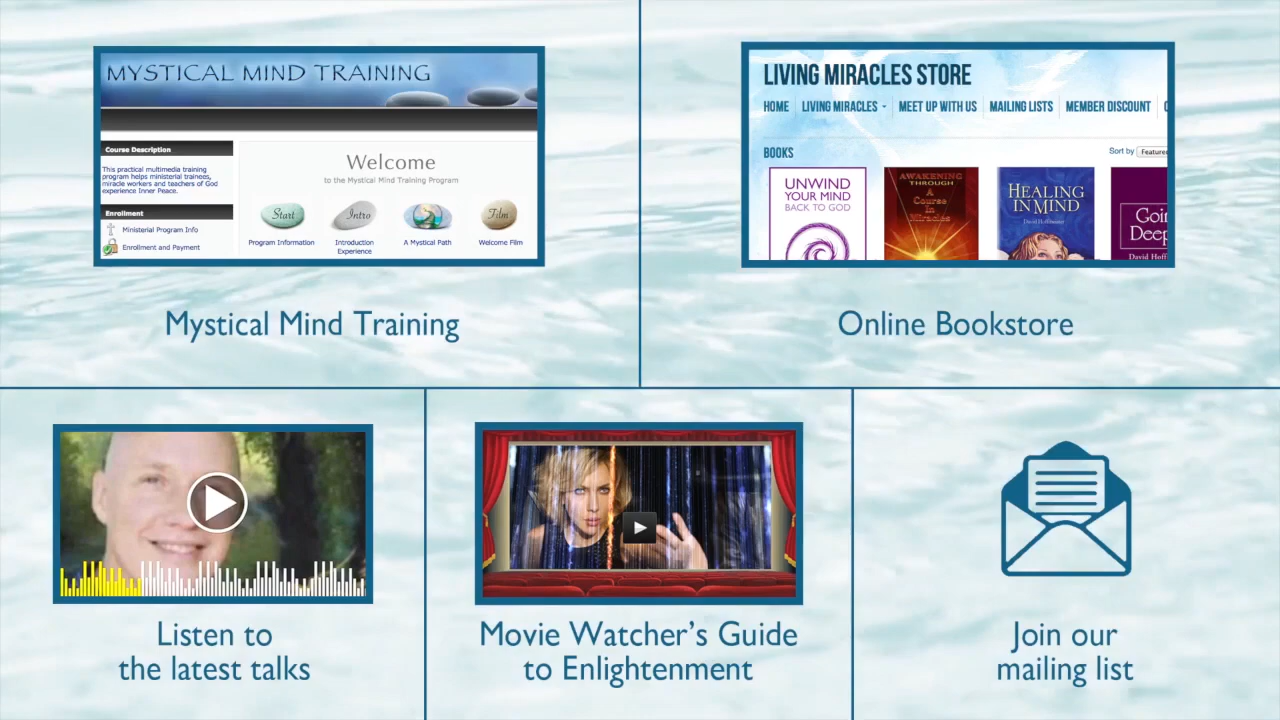 MYSTICAL MIND TRAINING
Course Description
This practical multimedia training
program helps ministerial trainees,
miracle workers and teachers of God
experience Inner Peace.
Enrollment
Ministerial Program Info
Enrollment and Payment
Welcome
to the Mystical Mind Training Program
Start
Intro
Film
Program Information
Introduction
Experience
A Mystical Path
Welcome Film
Mystical Mind Training
LIVING MIRACLES STORE
HOME LIVING MIRACLES MEET UP WITH US MAILING LISTS MEMBER DISCOUNT
BOOKS
Sort by
UNWIND
YOUR MIND
BACK TO GOD
AWAKENING
THROUGH
A
Course
In
Miracles
HEALING
IN MIND
David Hoffmeister
Goi
Deep
David Hoff
Online Bookstore
Listen to
the latest talks
Movie Watcher's Guide
to Enlightenment
Join our
mailing list